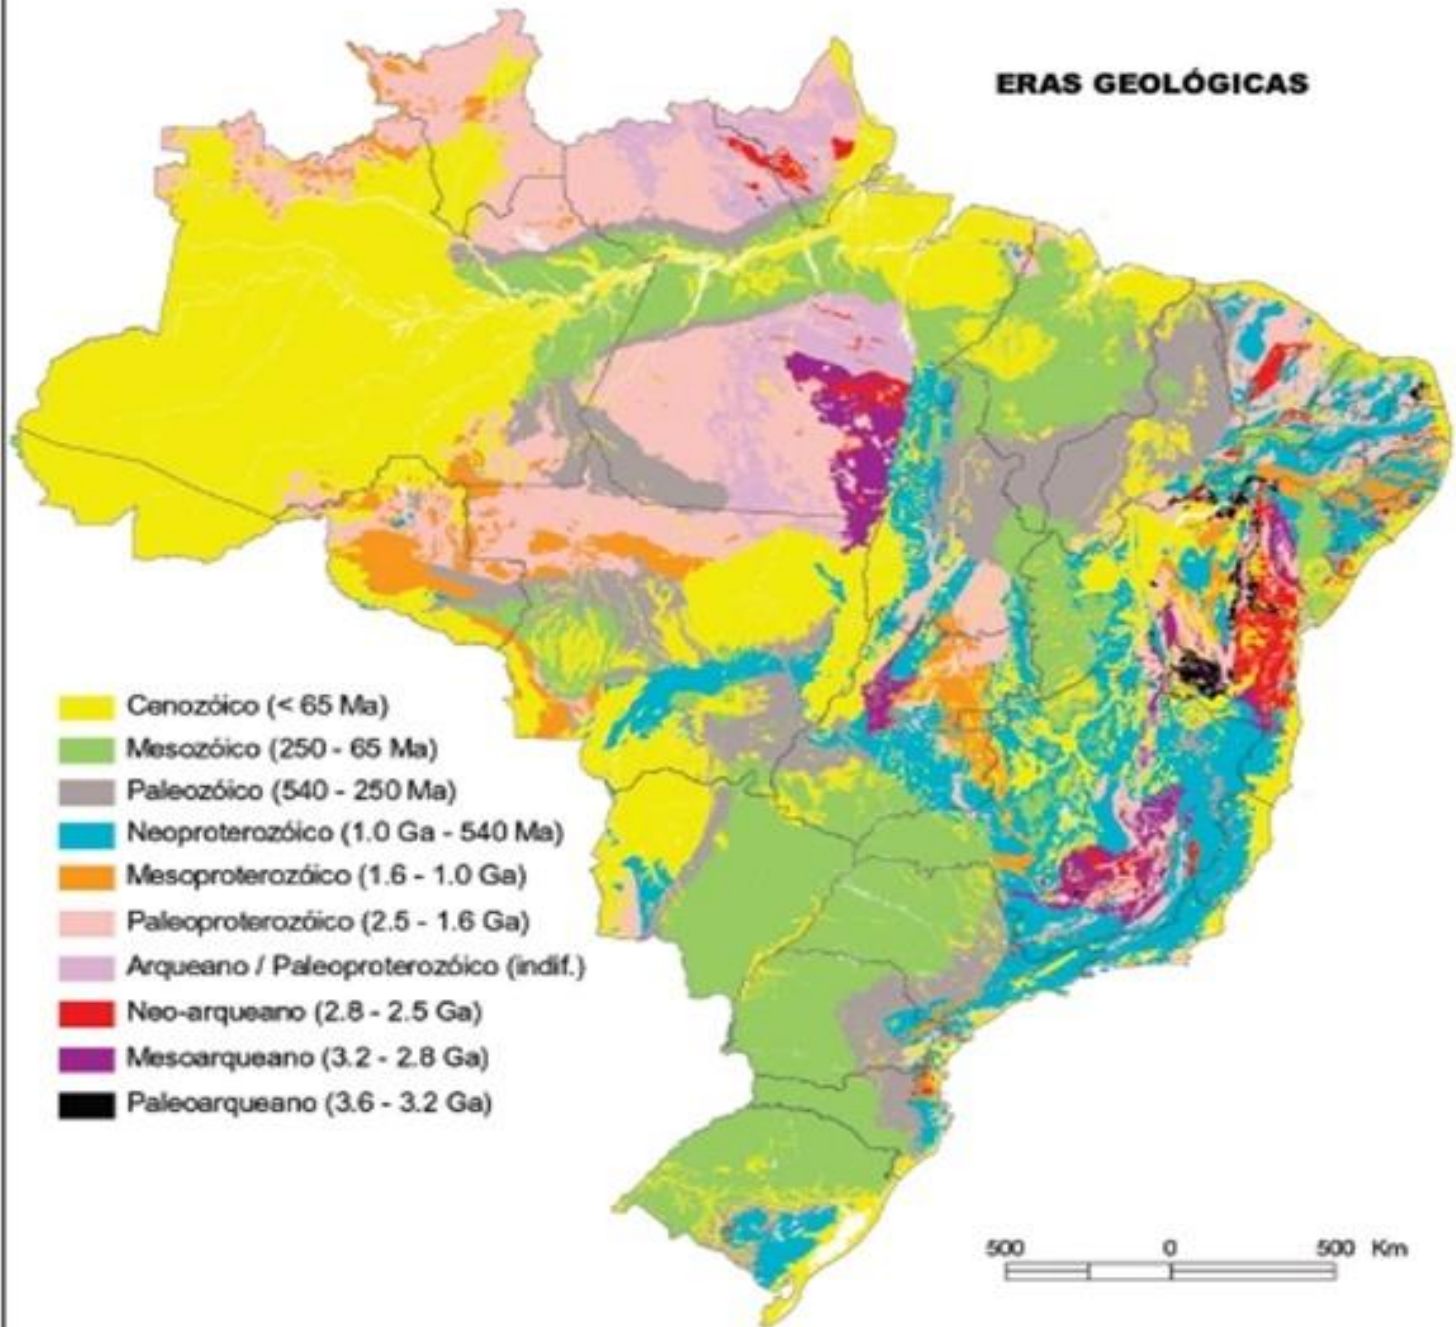 ERAS GEOLÓGICAS
Cenozóico (< 65 Ma)
Mesozóico (250 - 65 Ma)
Paleozóico (540 - 250 Ma)
Neoproterozóico (1.0 Ga - 540 Ma)
Mesoproterozóico (1.6 - 1.0 Ga)
Paleoproterozóico (2.5 - 1.6 Ga)
Arqueano / Paleoproterozóico (indif.)
Neo-arqueano (2.8 - 2.5 Ga)
Mesoarqueano (3.2 - 2.8 Ga)
Paleoarqueano (3.6 - 3.2 Ga)
500 0 500 Km